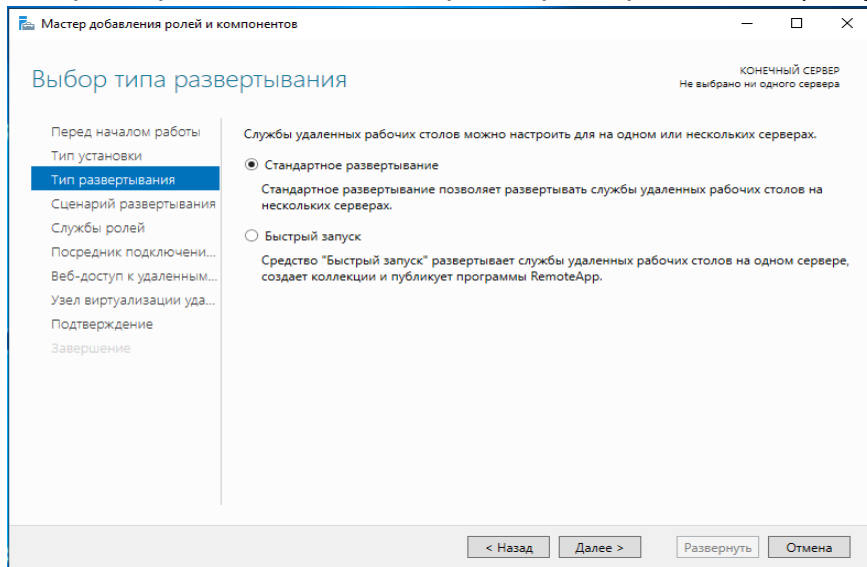 Мастер добавления ролей и компонентов
Выбор типа развертывания
КОНЕЧНЫЙ СЕРВЕР
Не выбрано ни одного сервера
Перед началом работы
Тип установки
Тип развертывания
Сценарий развертывания
Службы ролей
Посредник подключени...
Веб-доступ к удаленным...
Узел виртуализации уда...
Подтверждение
Завершение
Службы удаленных рабочих столов можно настроить для на одном или нескольких серверах.
Стандартное развертывание
Стандартное развертывание позволяет развертывать службы удаленных рабочих столов на
нескольких серверах.
Быстрый запуск
Средство "Быстрый запуск" развертывает службы удаленных рабочих столов на одном сервере,
создает коллекции и публикует программы RemoteApp.
< Назад
Далее >
Развернуть
Отмена